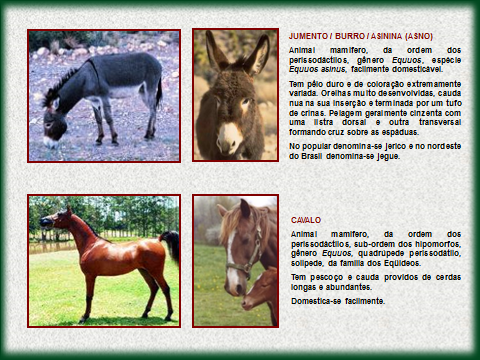 JUMENTO / BURRO / ASININA (ASNO)
Animal mamífero, da ordem dos
perissodáctilos, gênero Equuos, espécie
Equuos asinus, facilmente domesticável.
Tem pêlo duro e de coloração extremamente
variada. Orelhas muito desenvolvidas, cauda
nua na sua inserção e terminada por um tufo
de crinas. Pelagem geralmente cinzenta com
uma listra dorsal e outra transversal
formando cruz sobre as espáduas.
No popular denomina-se jerico e no nordeste
do Brasil denomina-se jegue.
CAVALO
Animal mamífero, da ordem dos
perissodáctilos, sub-ordem dos hipomorfos,
gênero Equuos, quadrúpede perissodátilo,
solípede, da família dos Eqüídeos.
Tem pescoço e cauda providos de cerdas
longas e abundantes.
Domestica-se facilmente.